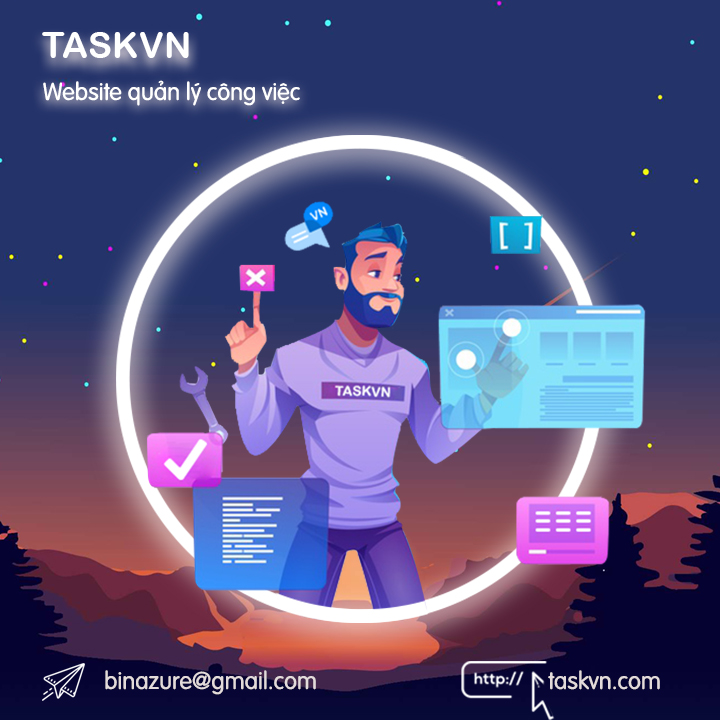 TASKVN
Website quản lý công việc
VN
[ ]
TASKVN
binazure@gmail.com
http:// taskvn.com